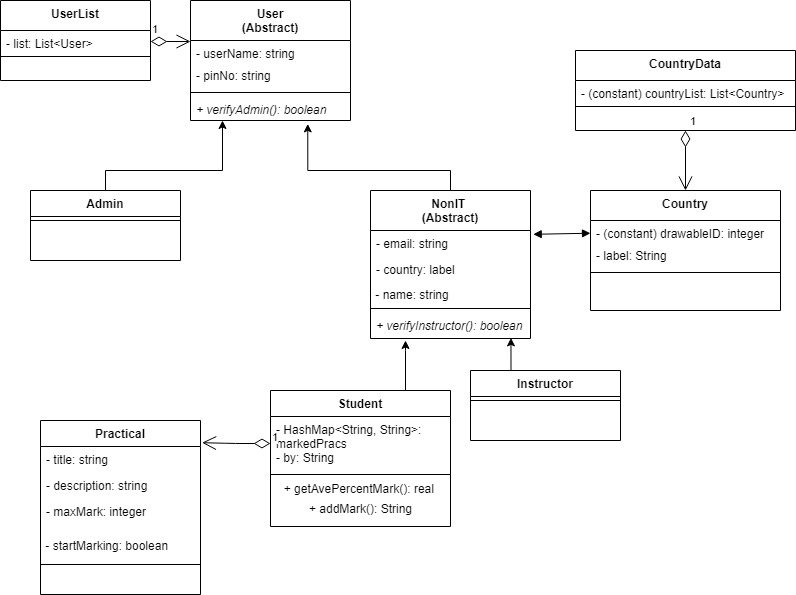 UserList
- list: List<User>
1
User
(Abstract)
- userName: string
- pinNo: string
+ verifyAdmin(): boolean
CountryData
- (constant) countryList: List<Country>
1
Admin
NonIT
(Abstract)
- email: string
- country: label
- name: string
+ verifyInstructor(): boolean
Country
- (constant) drawableID: integer
- label: String
Instructor
Student
- HashMap<String, String>:
markedPracs
- by: String
+ getAvePercentMark(): real
+ addMark(): String
1
Practical
- title: string
- description: string
- maxMark: integer
- startMarking: boolean